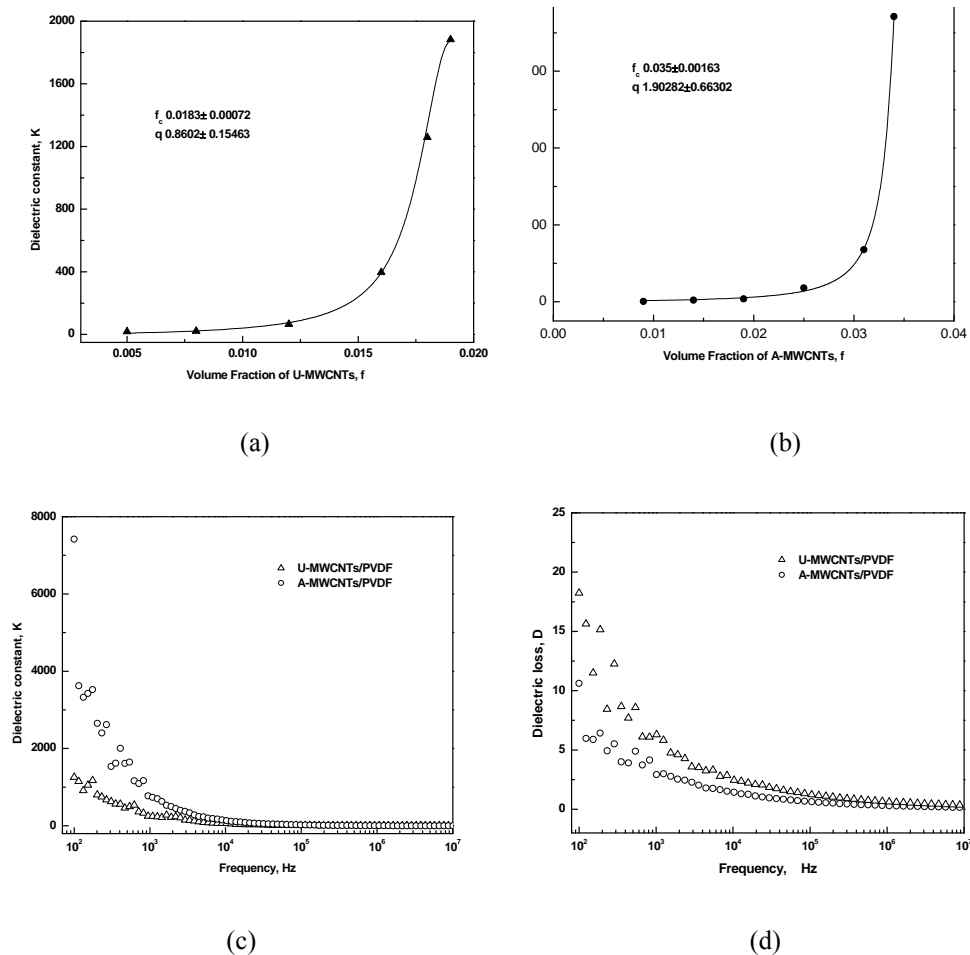 2000
1600
1200
800
400
0
Dielectric constant, K
f_c 0.0183± 0.00072
q 0.8602± 0.15463
0.005 0.010 0.015 0.020
Volume Fraction of U-MWCNTs, f
(a)
00
00
00
0
f_c 0.035±0.00163
q 1.90282±0.66302
0.00 0.01 0.02 0.03 0.04
Volume Fraction of A-MWCNTs, f
(b)
8000
6000
4000
2000
0
Dielectric constant, K
U-MWCNTs/PVDF
A-MWCNTs/PVDF
10^2 10^3 10^4 10^5 10^6 10^7
Frequency, Hz
(c)
25
20
15
10
5
0
Dielectric loss, D
U-MWCNTs/PVDF
A-MWCNTs/PVDF
10^2 10^3 10^4 10^5 10^6 10^7
Frequency, Hz
(d)